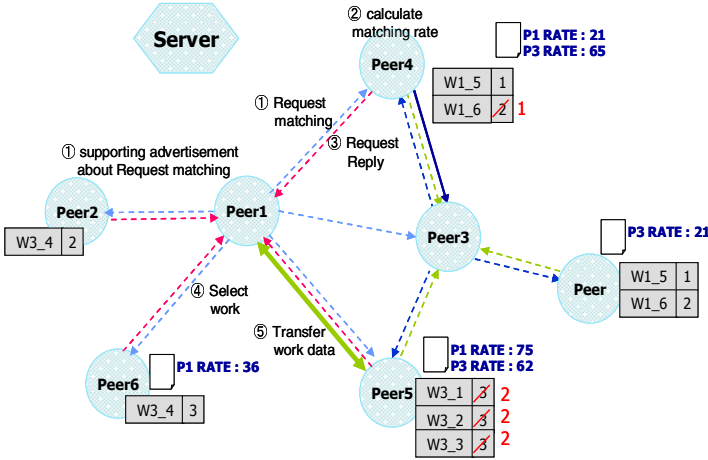 Server
② calculate
matching rate
Peer4
P1 RATE : 21
P3 RATE : 65
W1_5 1
W1_6 2 1
① Request
matching
③ Request
Reply
① supporting advertisement
about Request matching
Peer2
W3_4 2
Peer1
Peer3
P3 RATE : 21
Peer
W1_5 1
W1_6 2
④ Select
work
⑤ Transfer
work data
P1 RATE : 75
P3 RATE : 62
Peer5
W3_1 3 2
W3_2 3 2
W3_3 3 2
Peer6
P1 RATE : 36
W3_4 3